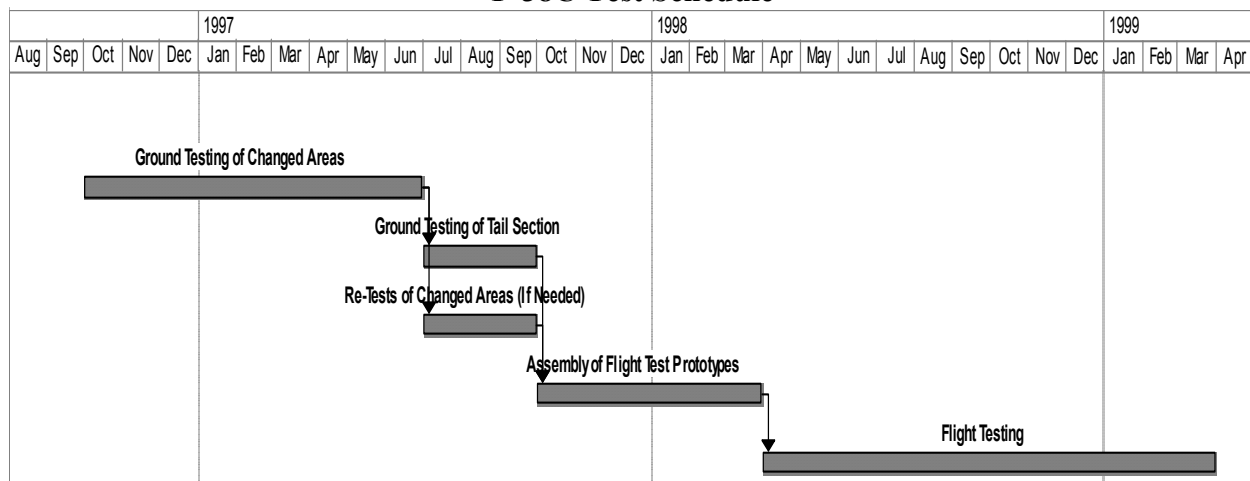 1997 1998 1999
Aug Sep Oct Nov Dec Jan Feb Mar Apr May Jun Jul Aug Sep Oct Nov Dec Jan Feb Mar Apr May Jun Jul Aug Sep Oct Nov Dec Jan Feb Mar Apr
Ground Testing of Changed Areas
Ground Testing of Tail Section
Re-Tests of Changed Areas (If Needed)
Assembly of Flight Test Prototypes
Flight Testing